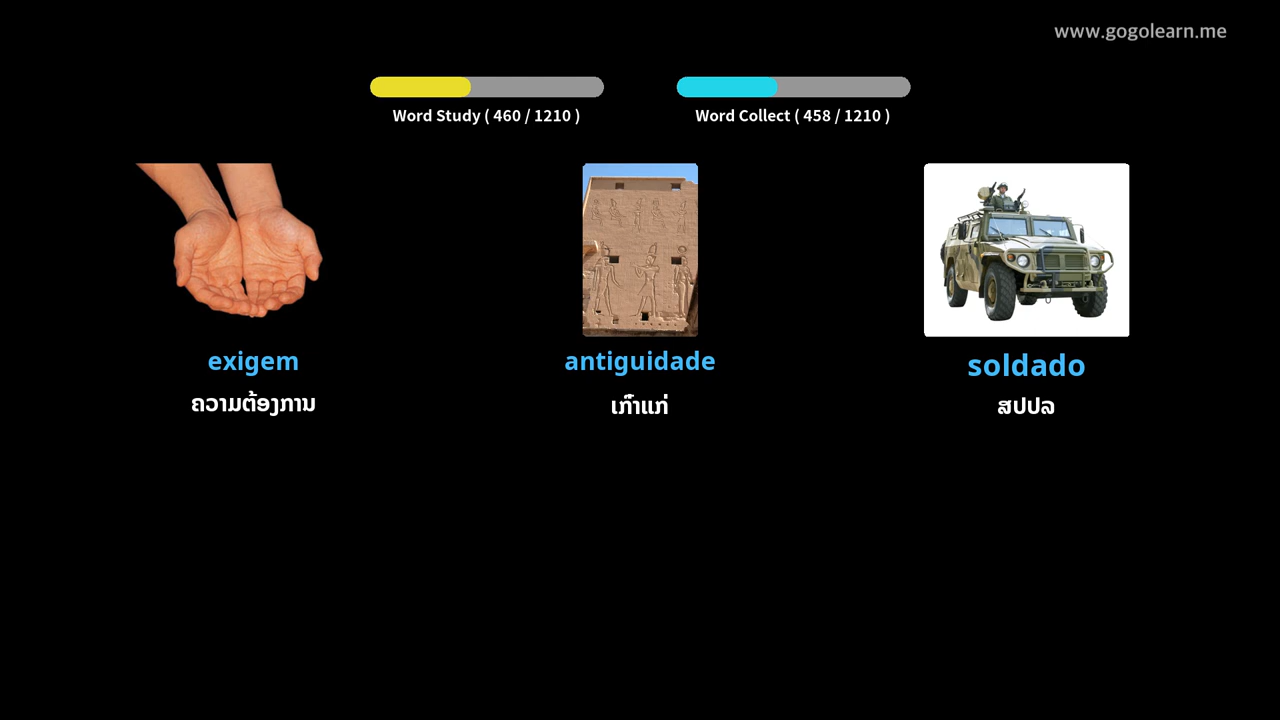 www.gogolearn.me
Word Study ( 460 / 1210 )
Word Collect ( 458 / 1210 )
exigem
antiguidade
soldado
ຄວາມຕ້ອງການ
ເກົ່າແກ່
ສປປລ